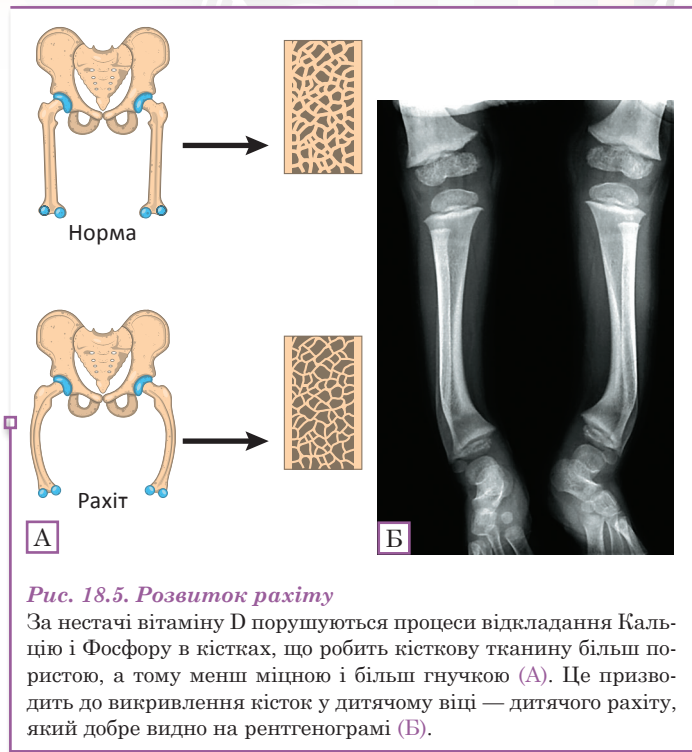 Норма
Рахіт
А
Б
Рис. 18.5. Розвиток рахіту
За нестачі вітаміну D порушуються процеси відкладання Каль-
цію і Фосфору в кістках, що робить кісткову тканину більш по-
ристою, а тому менш міцною і більш гнучкою (А). Це призво-
дить до викривлення кісток у дитячому віці — дитячого рахіту,
який добре видно на рентгенограмі (Б).